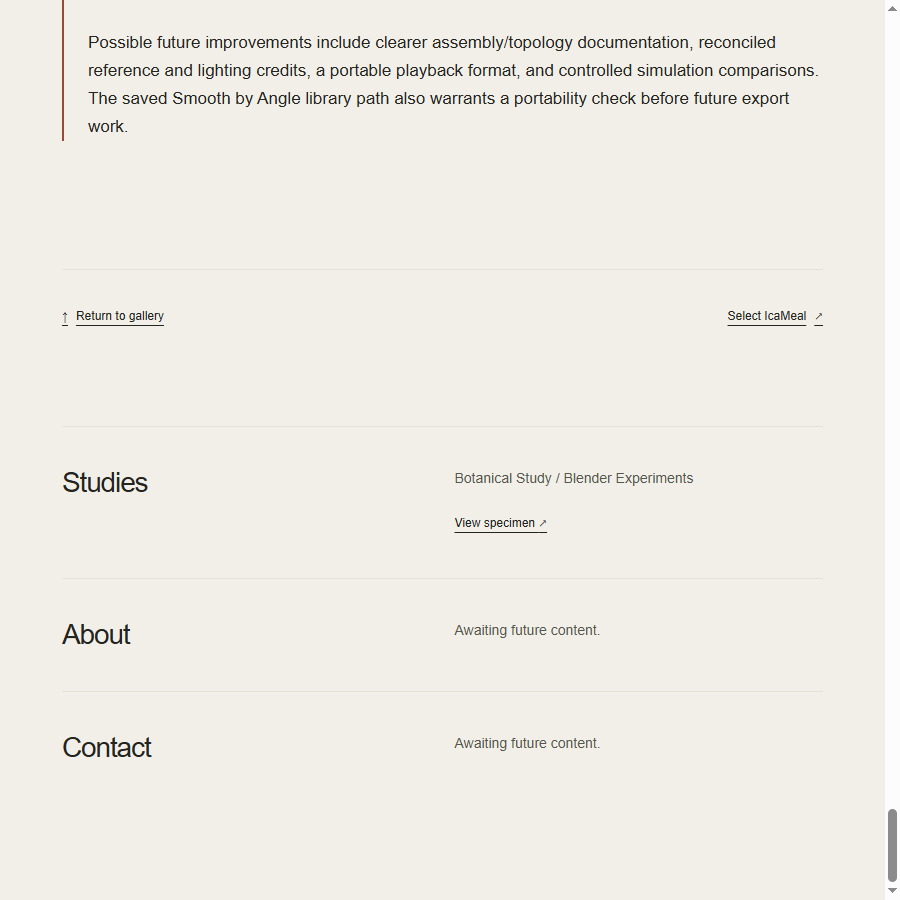 Possible future improvements include clearer assembly/topology documentation, reconciled
reference and lighting credits, a portable playback format, and controlled simulation comparisons.
The saved Smooth by Angle library path also warrants a portability check before future export
work.
↑ Return to gallery
Select IcaMeal ↗
Studies
Botanical Study / Blender Experiments
View specimen ↗
About
Awaiting future content.
Contact
Awaiting future content.